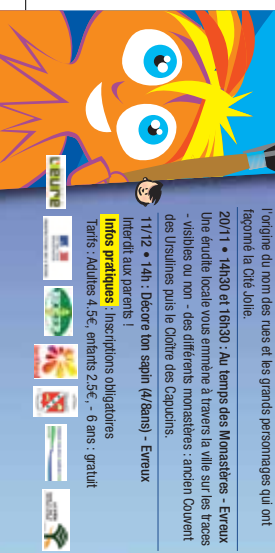 l'origine du nom des rues et les grands personnages qui ont
façonné la Cité Jolie.
20/11 • 14h30 et 16h30 : Au temps des Monastères - Evreux
Une érudite locale vous emmène à travers la ville sur les traces
- visibles ou non - des différents monastères : ancien Couvent
des Ursulines puis le Cloître des Capucins.
11/12 • 14h : Décore ton sapin (4/8ans) - Evreux
Interdit aux parents !
Infos pratiques : Inscriptions obligatoires
Tarifs : Adultes 4.5€, enfants 2.5€, - 6 ans : gratuit
L'Eure